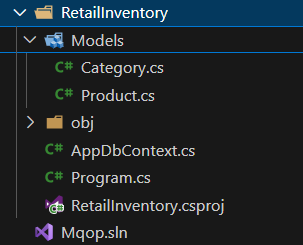 RetailInventory
Models
C# Category.cs
C# Product.cs
obj
C# AppDbContext.cs
C# Program.cs
RetailInventory.csproj
Mqop.sln